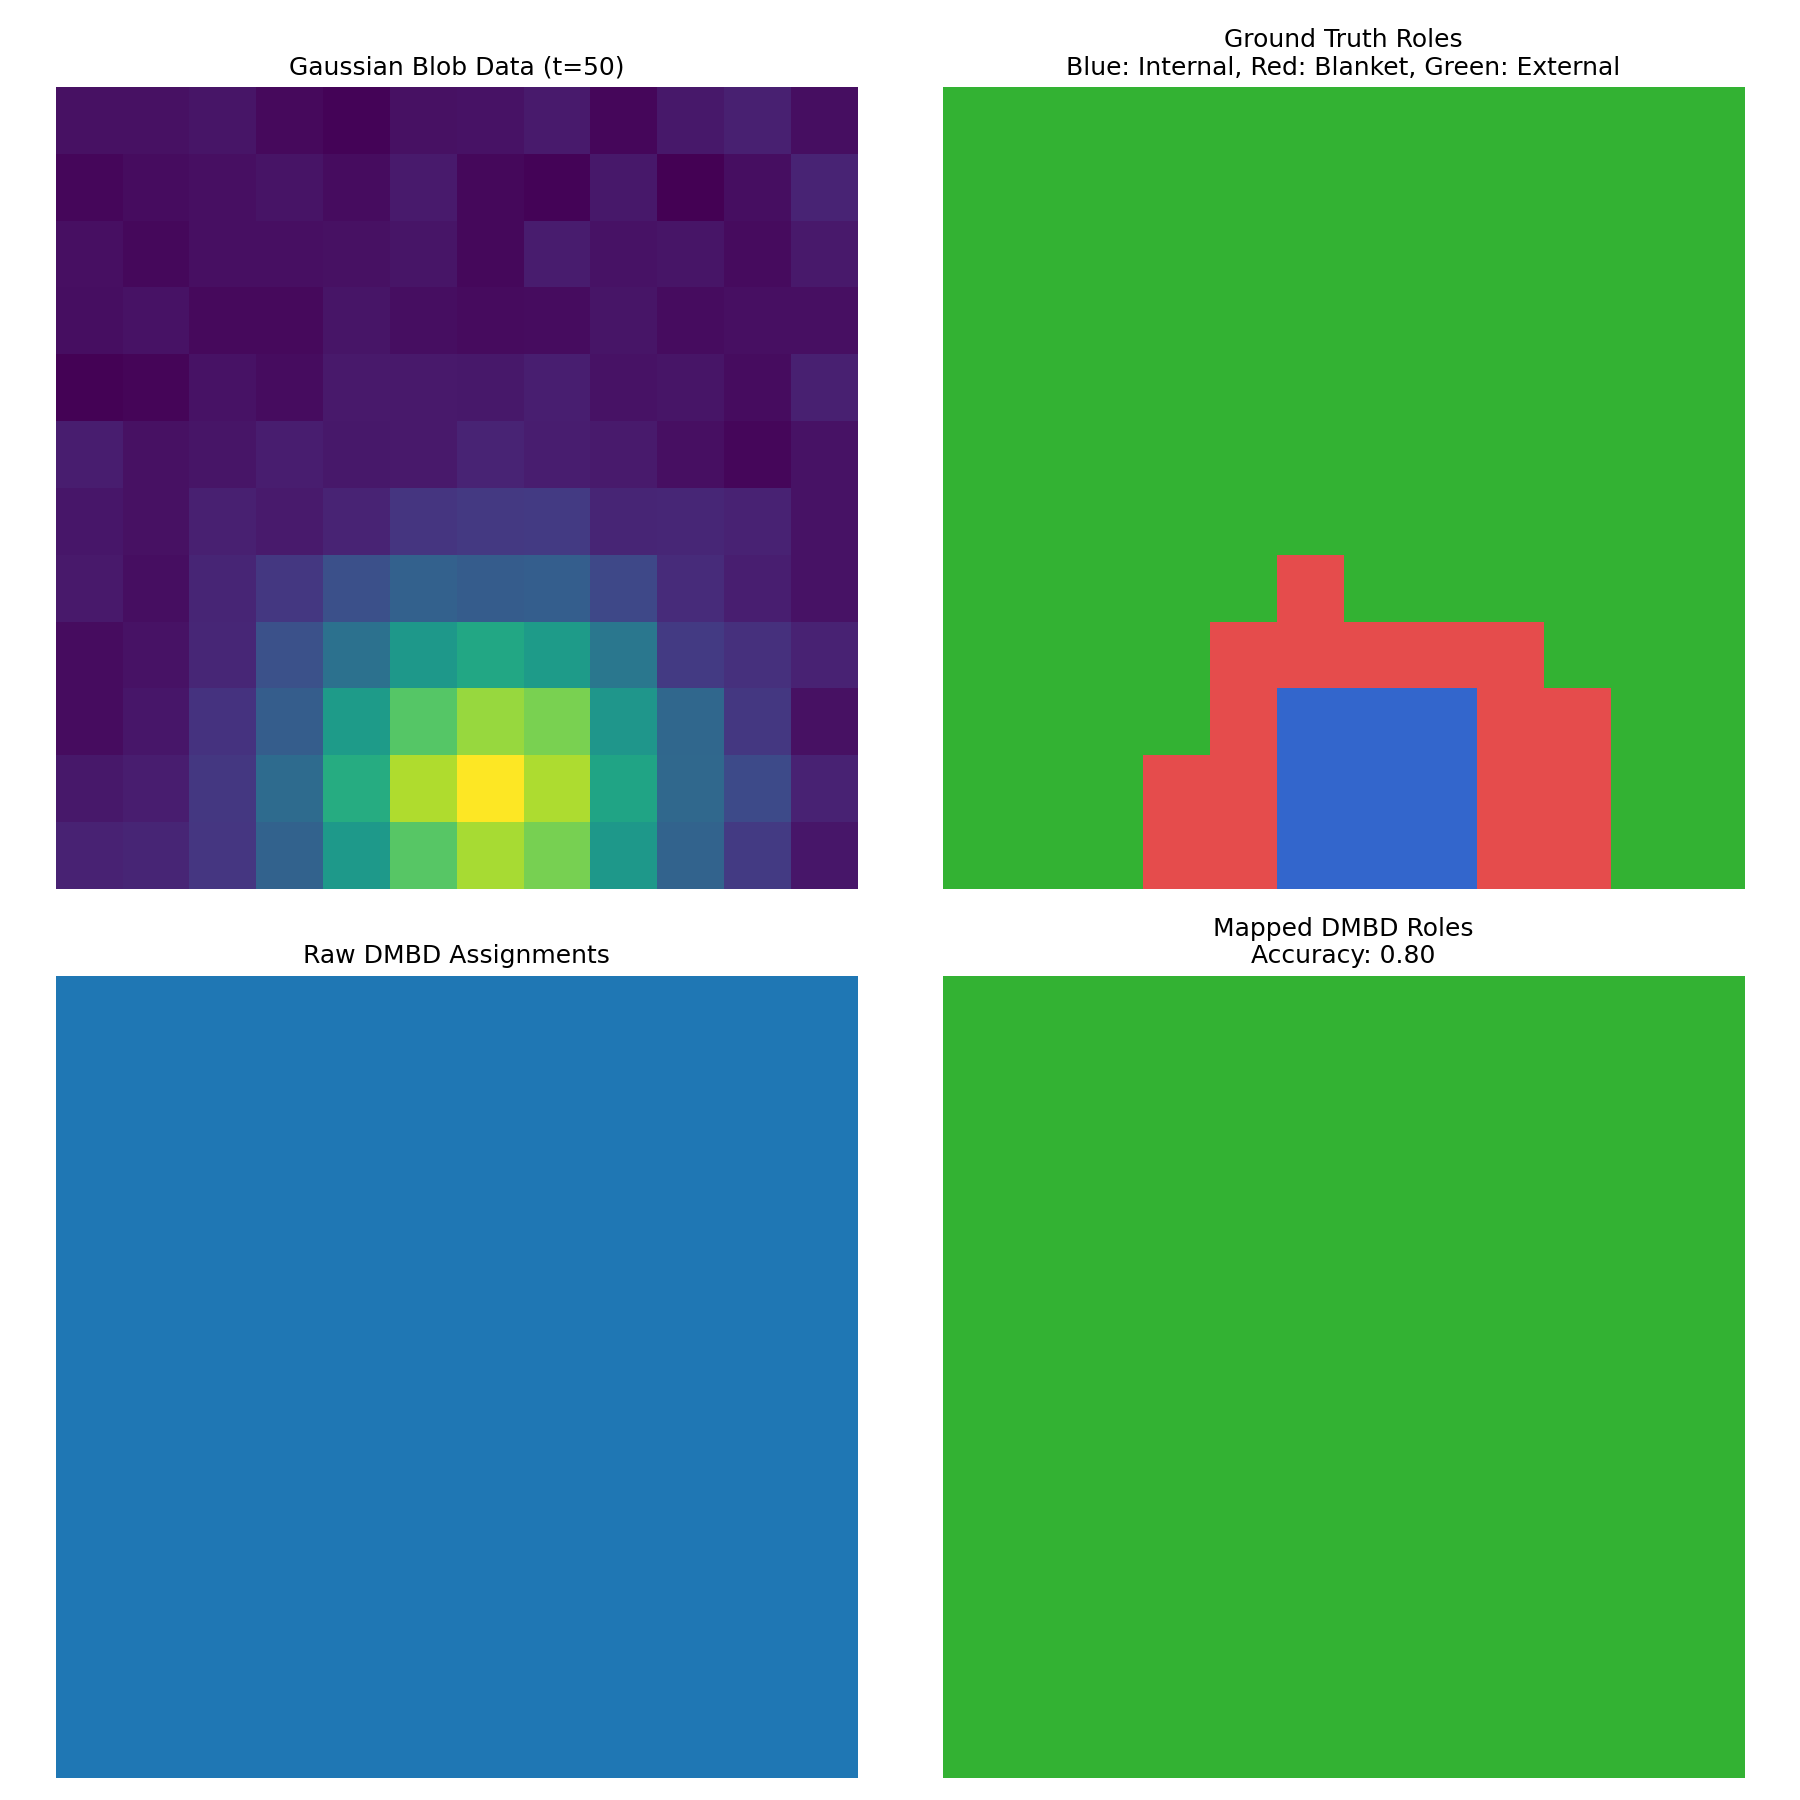 Gaussian Blob Data (t=50)
Ground Truth Roles
Blue: Internal, Red: Blanket, Green: External
Raw DMBD Assignments
Mapped DMBD Roles
Accuracy: 0.80